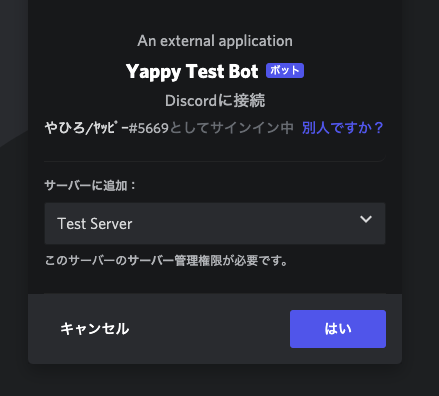 An external application
Yappy Test Bot ボット
Discordに接続
やひろ/ﾔｯﾋﾟｰ#5669としてサインイン中 別人ですか？
サーバーに追加：
Test Server
このサーバーのサーバー管理権限が必要です。
キャンセル はい